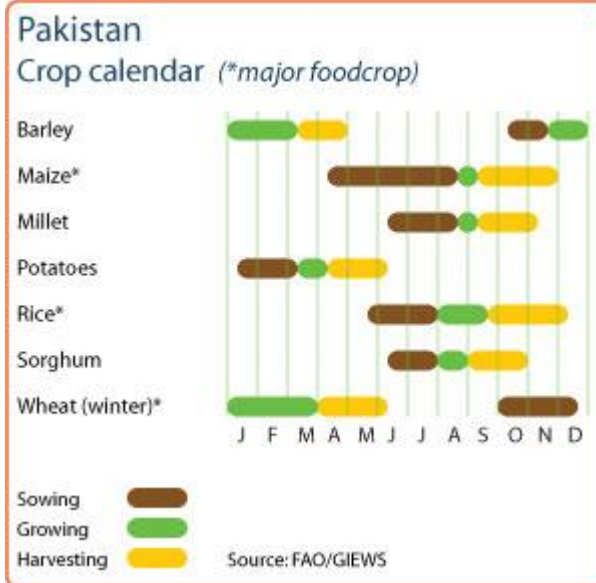 Pakistan
Crop calendar (*major foodcrop)
Barley
Maize*
Millet
Potatoes
Rice*
Sorghum
Wheat (winter)*
J F M A M J J A S O N D
Sowing
Growing
Harvesting Source: FAO/GIEWS